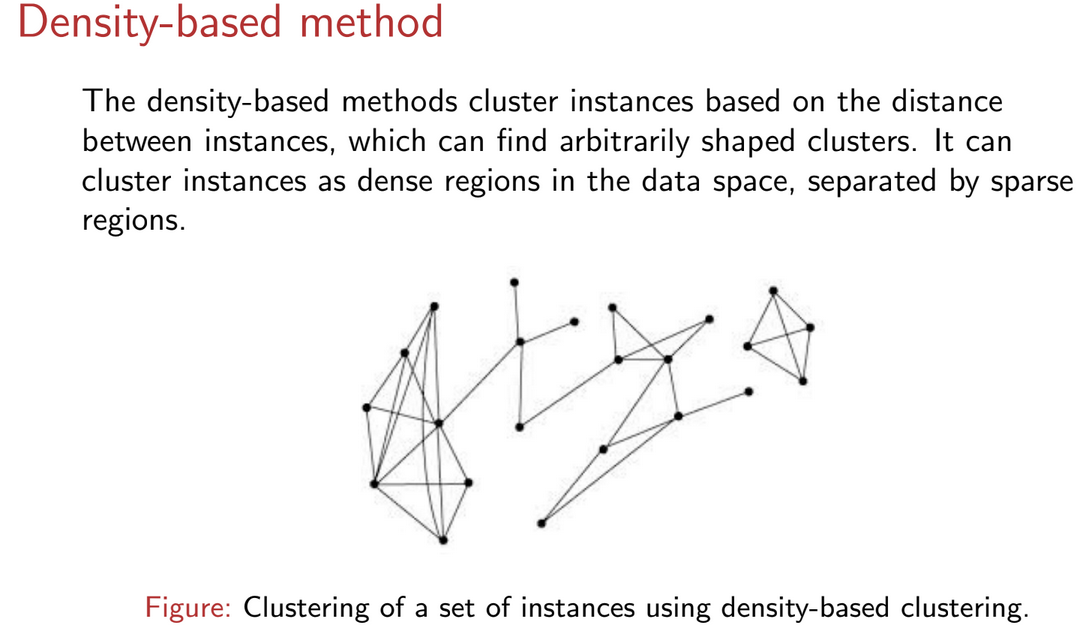 Density-based method
The density-based methods cluster instances based on the distance
between instances, which can find arbitrarily shaped clusters. It can
cluster instances as dense regions in the data space, separated by sparse
regions.
Figure: Clustering of a set of instances using density-based clustering.